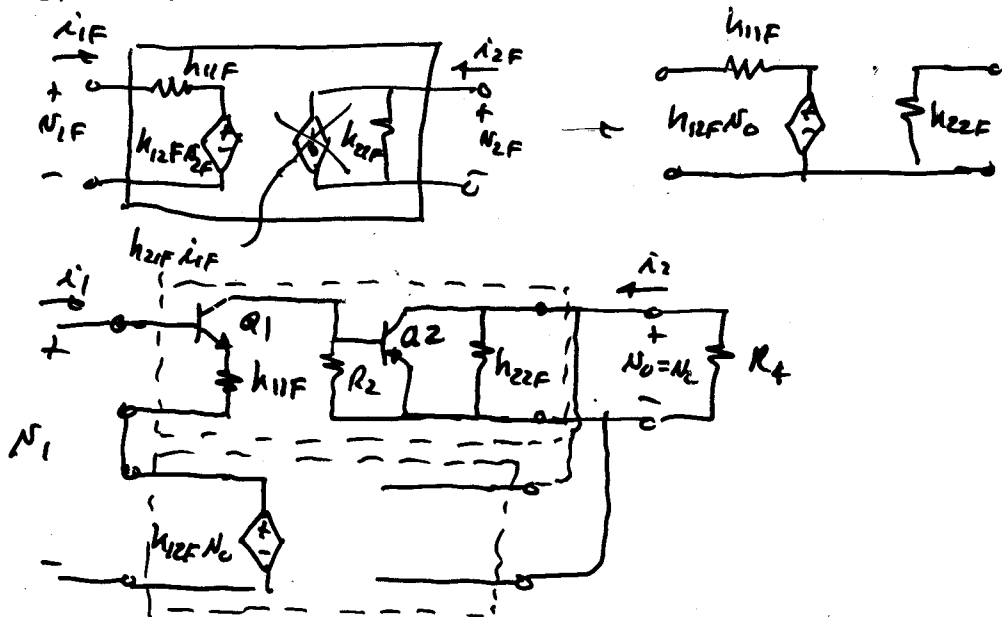 i1F
h11F
i2F
h11F
+
v1F
-
h12Fv2F
+
-
h22F
+
v2F
-
h12Fv0
+
-
h22F
h21Fi1F
i1
+
Q1
h11F
R2
Q2
h22F
i2
+
v0=v2
-
R4
v1
h12Fv0
+
-
-